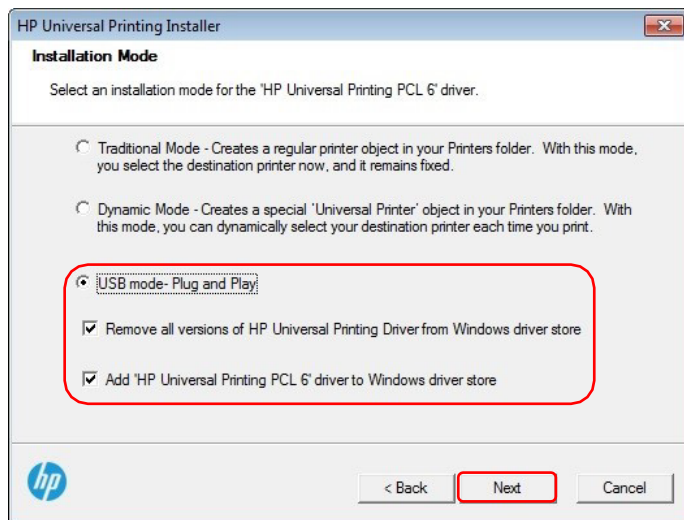 HP Universal Printing Installer
Installation Mode
Select an installation mode for the 'HP Universal Printing PCL 6' driver.
Traditional Mode - Creates a regular printer object in your Printers folder. With this mode,
you select the destination printer now, and it remains fixed.
Dynamic Mode - Creates a special 'Universal Printer' object in your Printers folder. With
this mode, you can dynamically select your destination printer each time you print.
USB mode- Plug and Play
Remove all versions of HP Universal Printing Driver from Windows driver store
Add 'HP Universal Printing PCL 6' driver to Windows driver store
hp
< Back Next Cancel